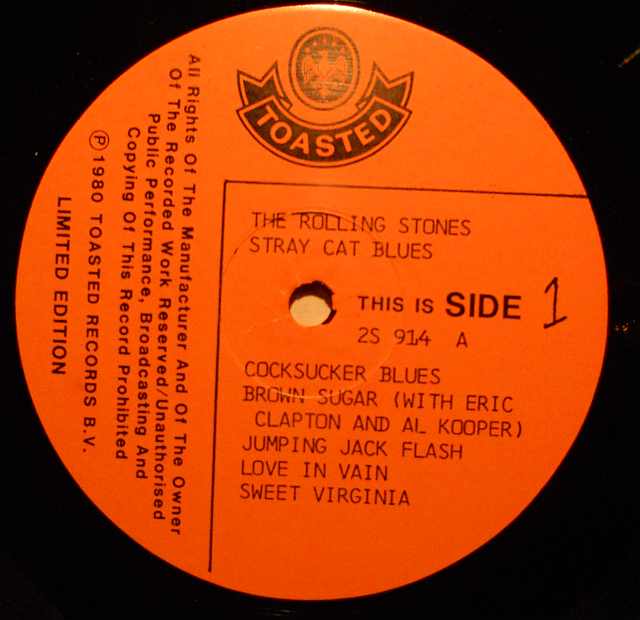 TOASTED
THE ROLLING STONES
STRAY CAT BLUES
THIS IS SIDE 1
2S 914 A
COCKSUCKER BLUES
BROWN SUGAR (WITH ERIC
CLAPTON AND AL KOOPER)
JUMPING JACK FLASH
LOVE IN VAIN
SWEET VIRGINIA
All Rights Of The Manufacturer And Of The Owner
Of The Recorded Work Reserved/Unauthorised
Public Performance, Broadcasting And
Copying Of This Record Prohibited
Ⓟ 1980 TOASTED RECORDS B.V.
LIMITED EDITION